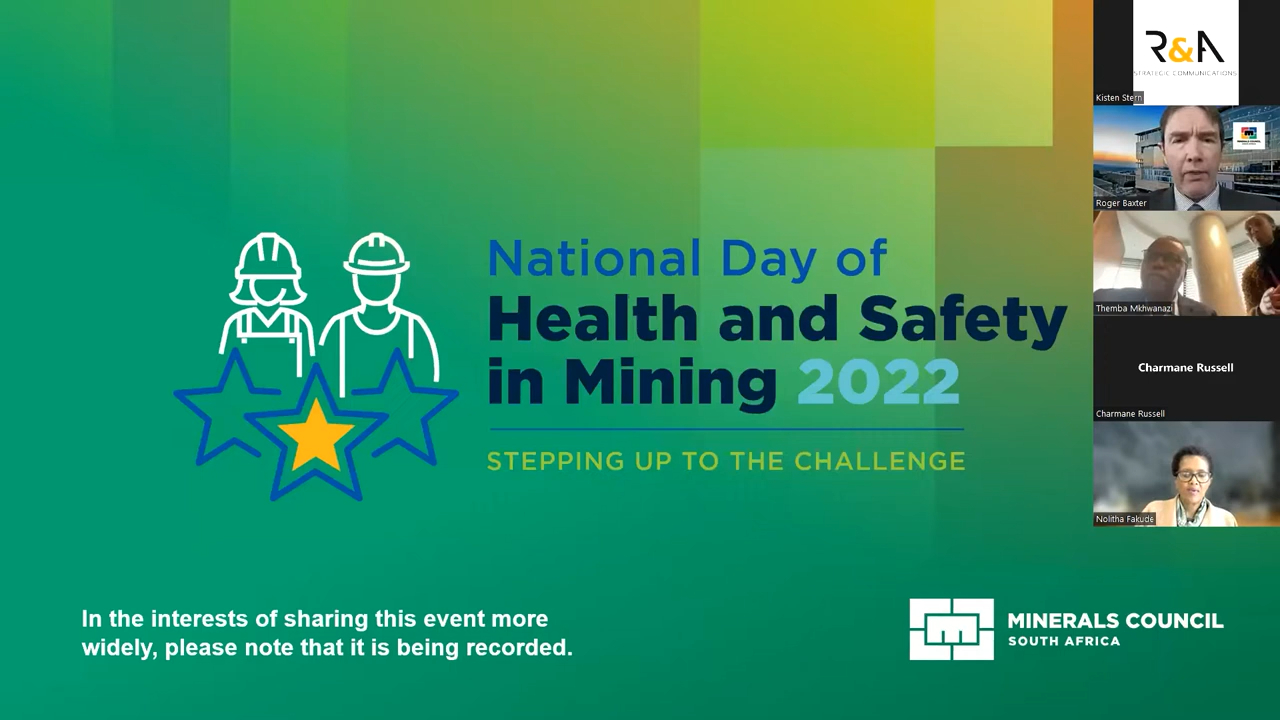 National Day of
Health and Safety
in Mining 2022
STEPPING UP TO THE CHALLENGE
In the interests of sharing this event more
widely, please note that it is being recorded.
MINERALS COUNCIL
SOUTH AFRICA
R&A
STRATEGIC COMMUNICATIONS
Kisten Stern
MINERALS COUNCIL
Roger Baxter
Themba Mkhwanazi
Charmane Russell
Charmane Russell
Nolitha Fakude